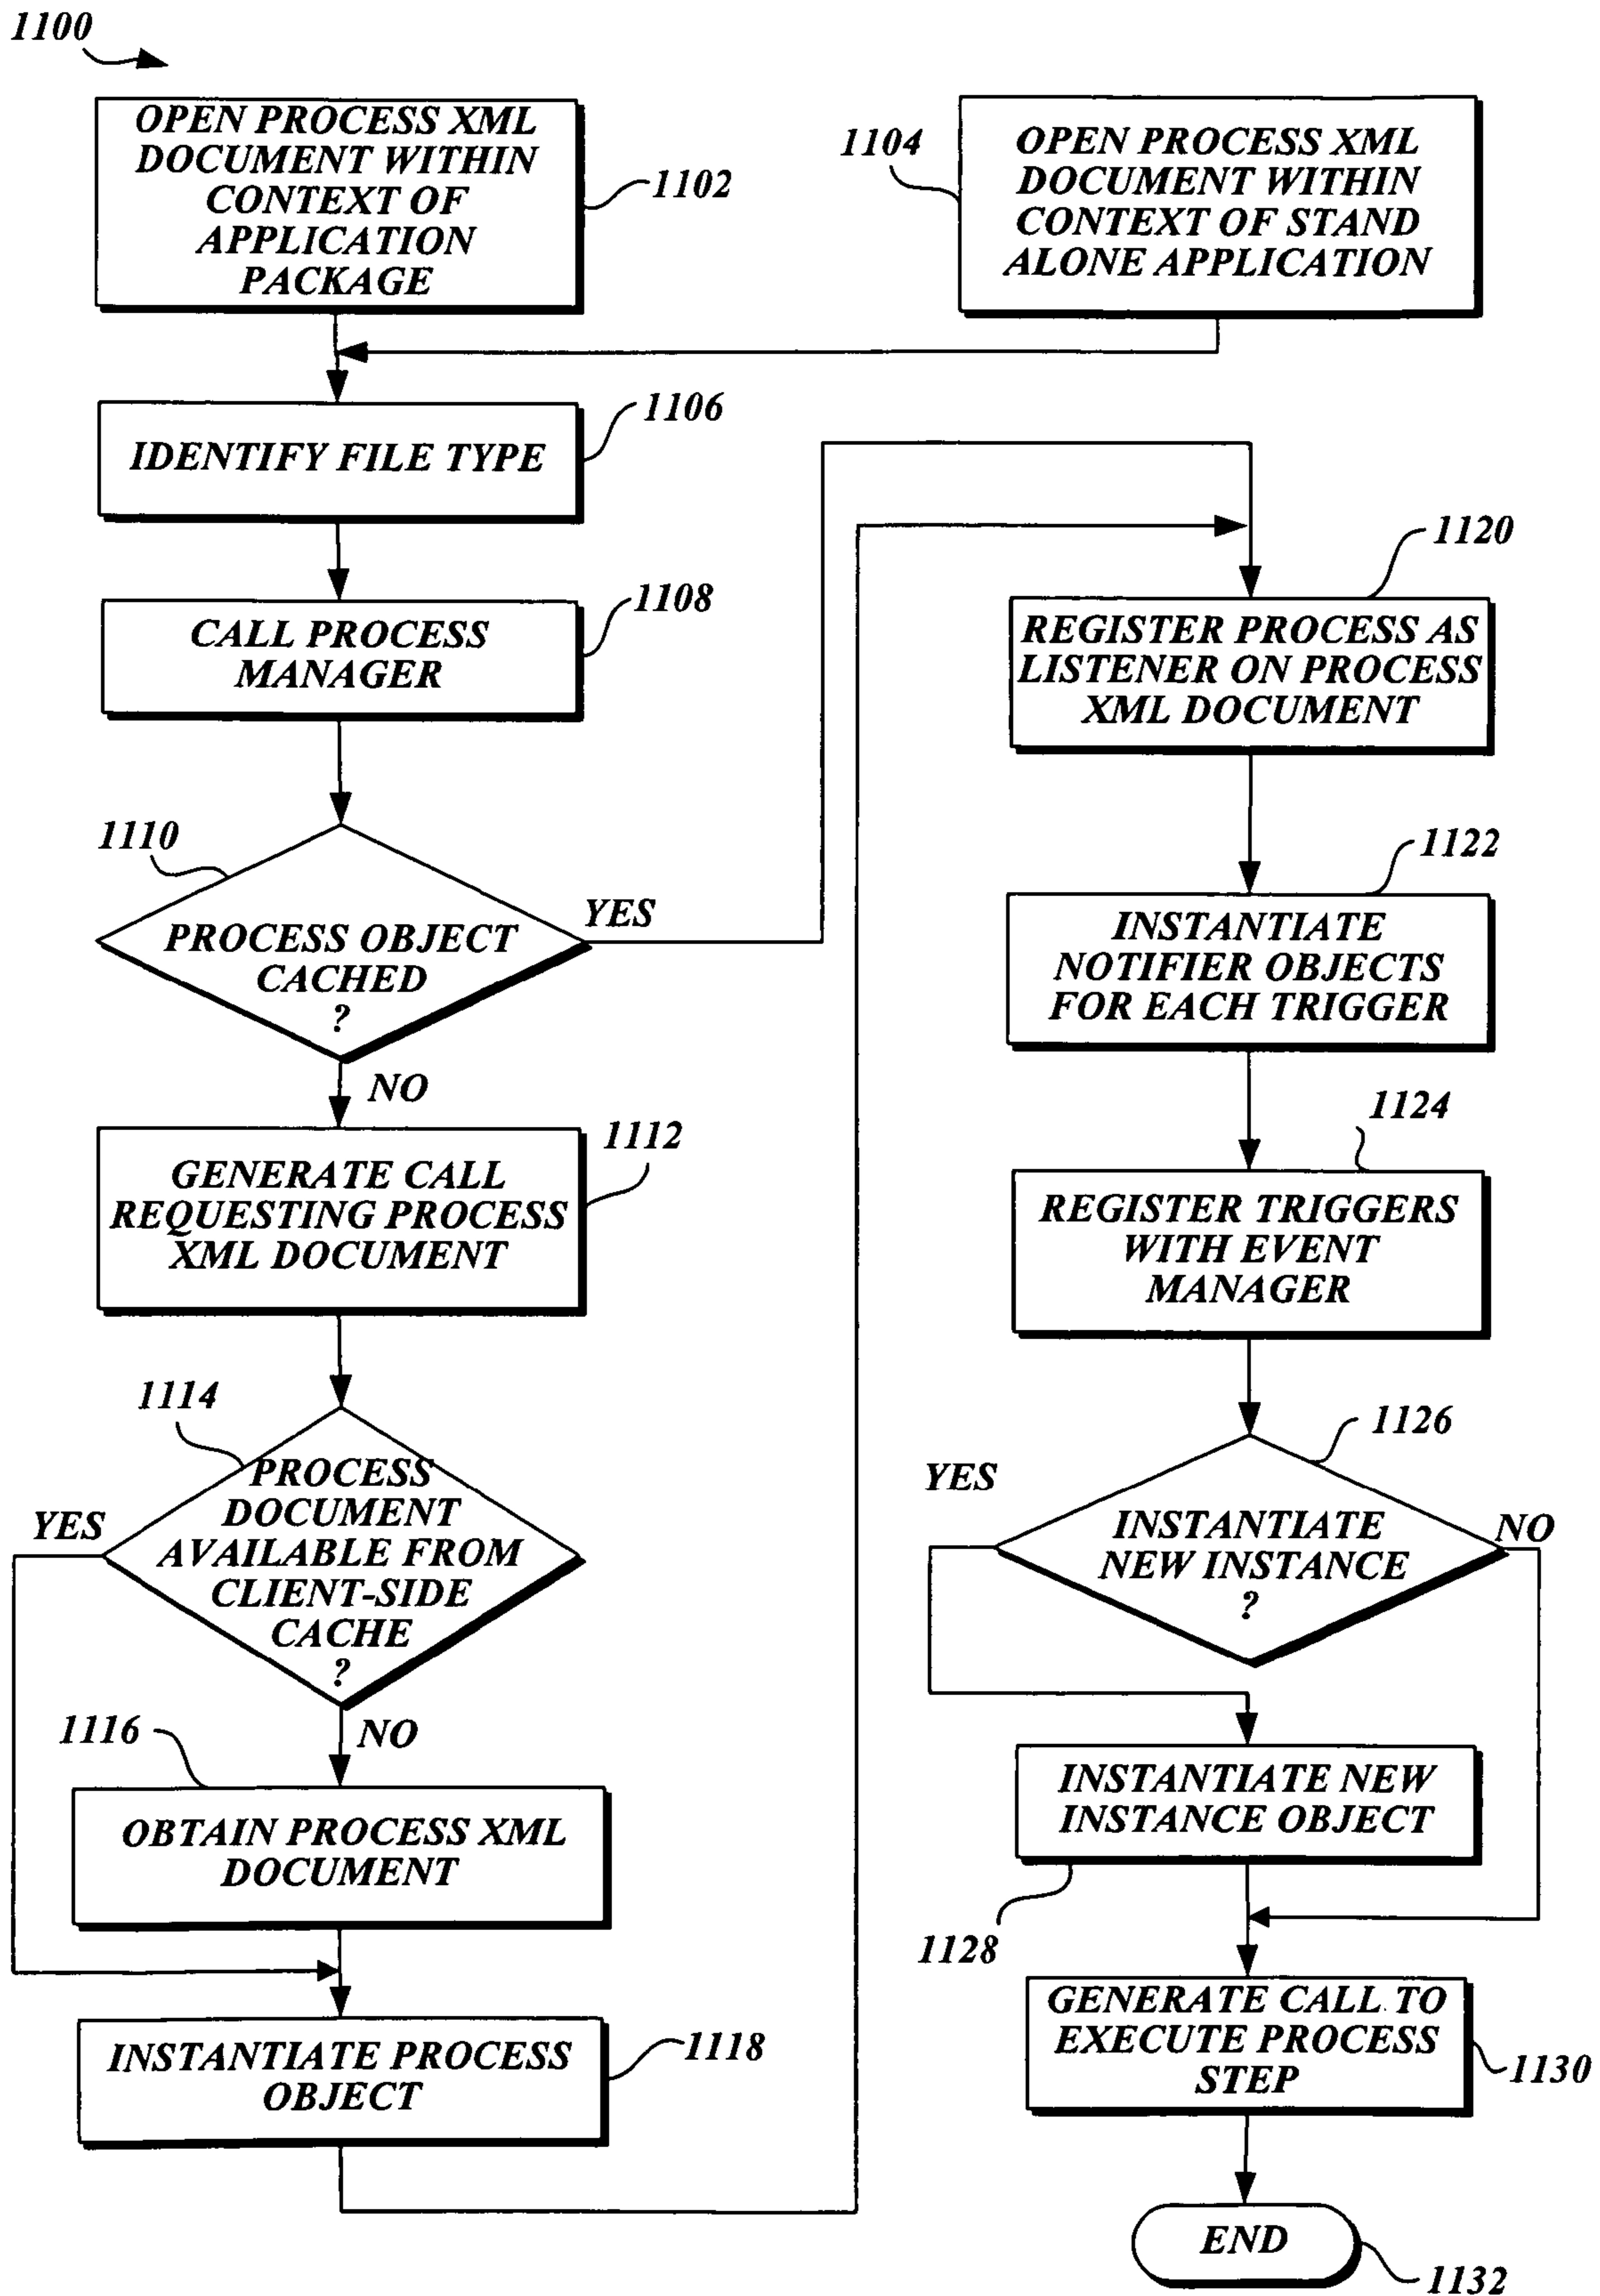 1100
OPEN PROCESS XML
DOCUMENT WITHIN
CONTEXT OF
APPLICATION
PACKAGE
1102
1104
OPEN PROCESS XML
DOCUMENT WITHIN
CONTEXT OF STAND
ALONE APPLICATION
IDENTIFY FILE TYPE
1106
CALL PROCESS
MANAGER
1108
1110
PROCESS OBJECT
CACHED
?
YES
NO
GENERATE CALL
REQUESTING PROCESS
XML DOCUMENT
1112
1114
PROCESS
DOCUMENT
AVAILABLE FROM
CLIENT-SIDE
CACHE
?
YES
NO
1116
OBTAIN PROCESS XML
DOCUMENT
INSTANTIATE PROCESS
OBJECT
1118
1120
REGISTER PROCESS AS
LISTENER ON PROCESS
XML DOCUMENT
1122
INSTANTIATE
NOTIFIER OBJECTS
FOR EACH TRIGGER
1124
REGISTER TRIGGERS
WITH EVENT
MANAGER
1126
YES
INSTANTIATE
NEW INSTANCE
?
NO
INSTANTIATE NEW
INSTANCE OBJECT
1128
GENERATE CALL TO
EXECUTE PROCESS
STEP
1130
END
1132